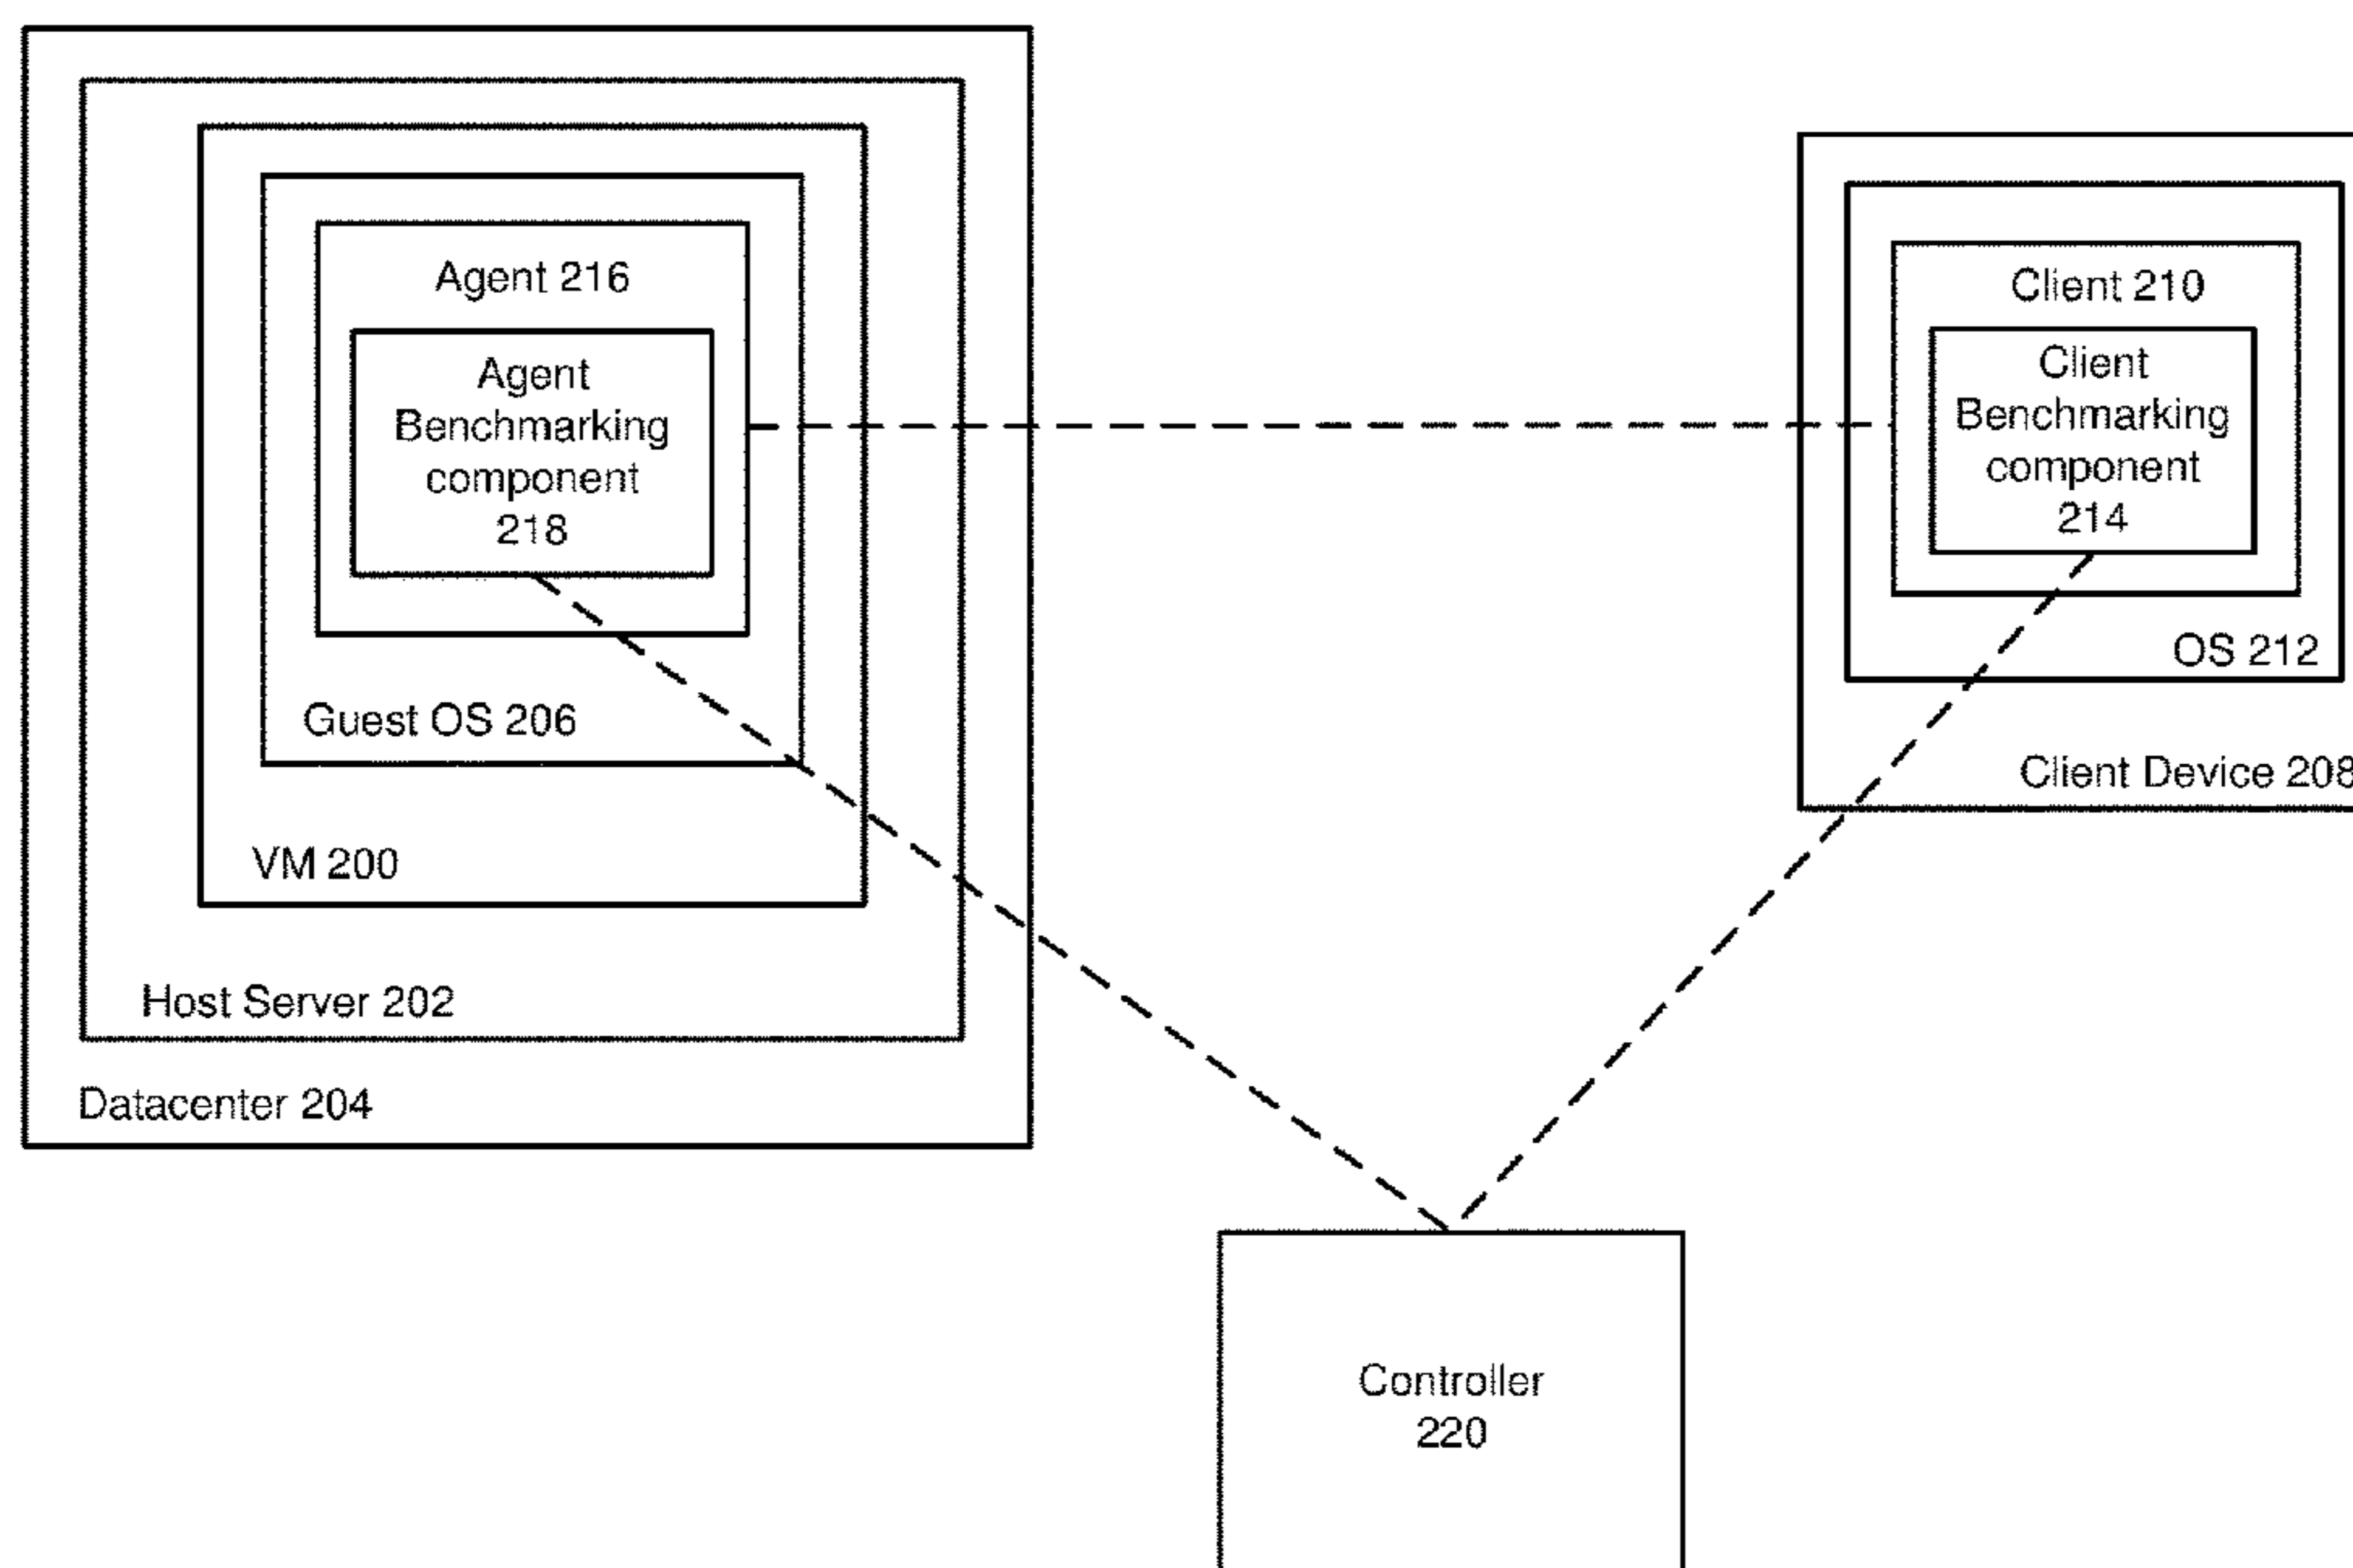 Agent 216
Agent
Benchmarking
component
218
Guest OS 206
VM 200
Host Server 202
Datacenter 204
Client 210
Client
Benchmarking
component
214
OS 212
Client Device 208
Controller
220